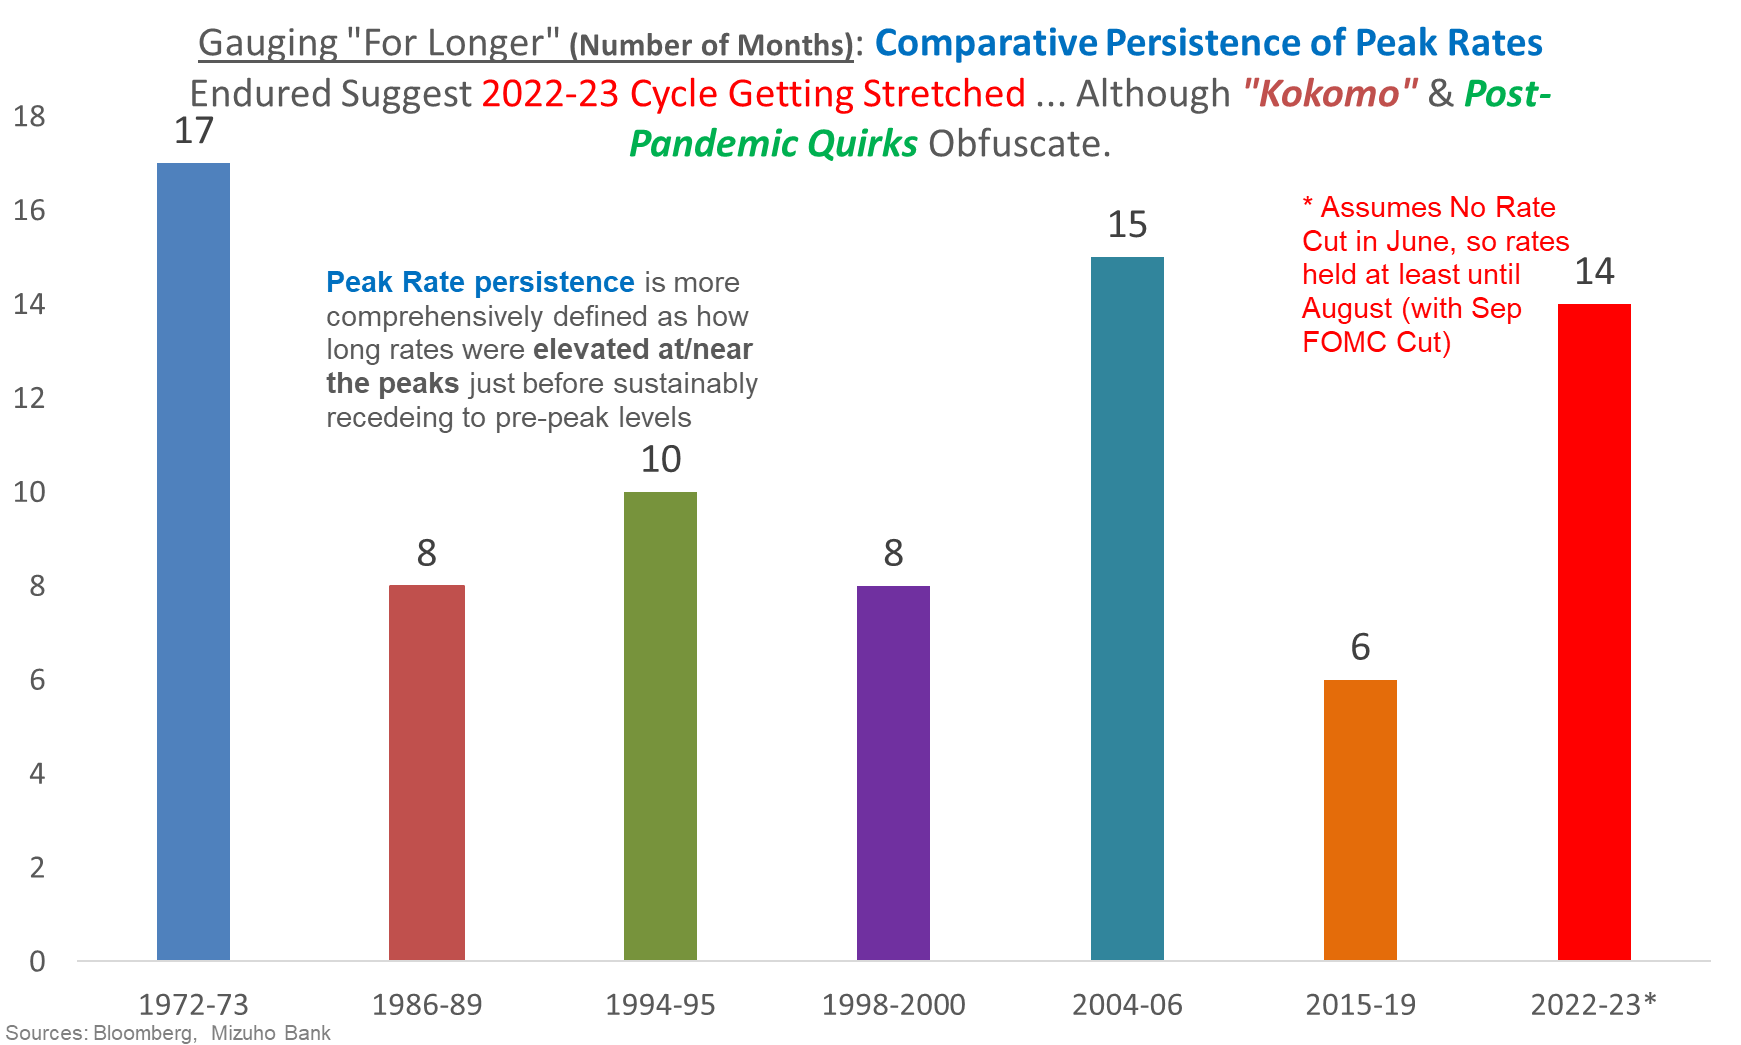 Gauging "For Longer" (Number of Months): Comparative Persistence of Peak Rates
Endured Suggest 2022-23 Cycle Getting Stretched ... Although "Kokomo" & Post-
Pandemic Quirks Obfuscate.
18
16
14
12
10
8
6
4
2
0
17
8
10
8
15
6
14
Peak Rate persistence is more
comprehensively defined as how
long rates were elevated at/near
the peaks just before sustainably
recedeing to pre-peak levels
* Assumes No Rate
Cut in June, so rates
held at least until
August (with Sep
FOMC Cut)
1972-73
1986-89
1994-95
1998-2000
2004-06
2015-19
2022-23*
Sources: Bloomberg, Mizuho Bank